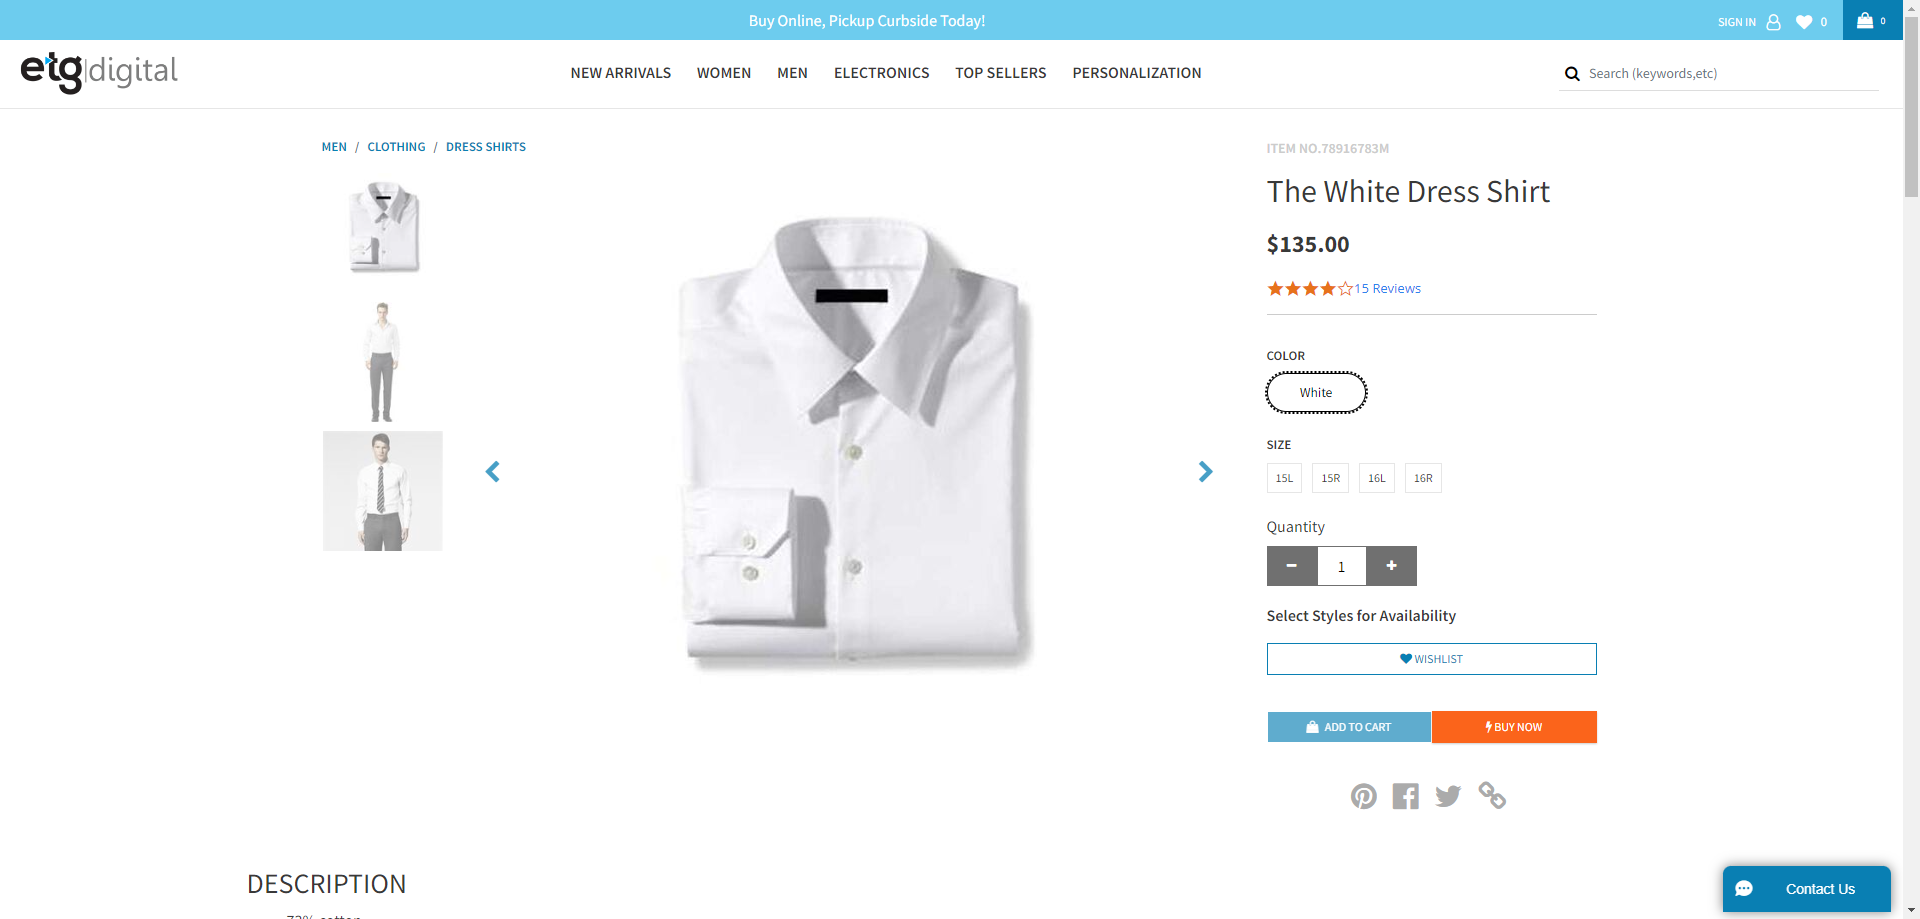 Buy Online, Pickup Curbside Today!
SIGN IN
0
0
etg|digital
NEW ARRIVALS
WOMEN
MEN
ELECTRONICS
TOP SELLERS
PERSONALIZATION
Search (keywords,etc)
MEN / CLOTHING / DRESS SHIRTS
ITEM NO.78916783M
The White Dress Shirt
$135.00
15 Reviews
COLOR
White
SIZE
15L
15R
16L
16R
Quantity
1
Select Styles for Availability
WISHLIST
ADD TO CART
BUY NOW
DESCRIPTION
Contact Us